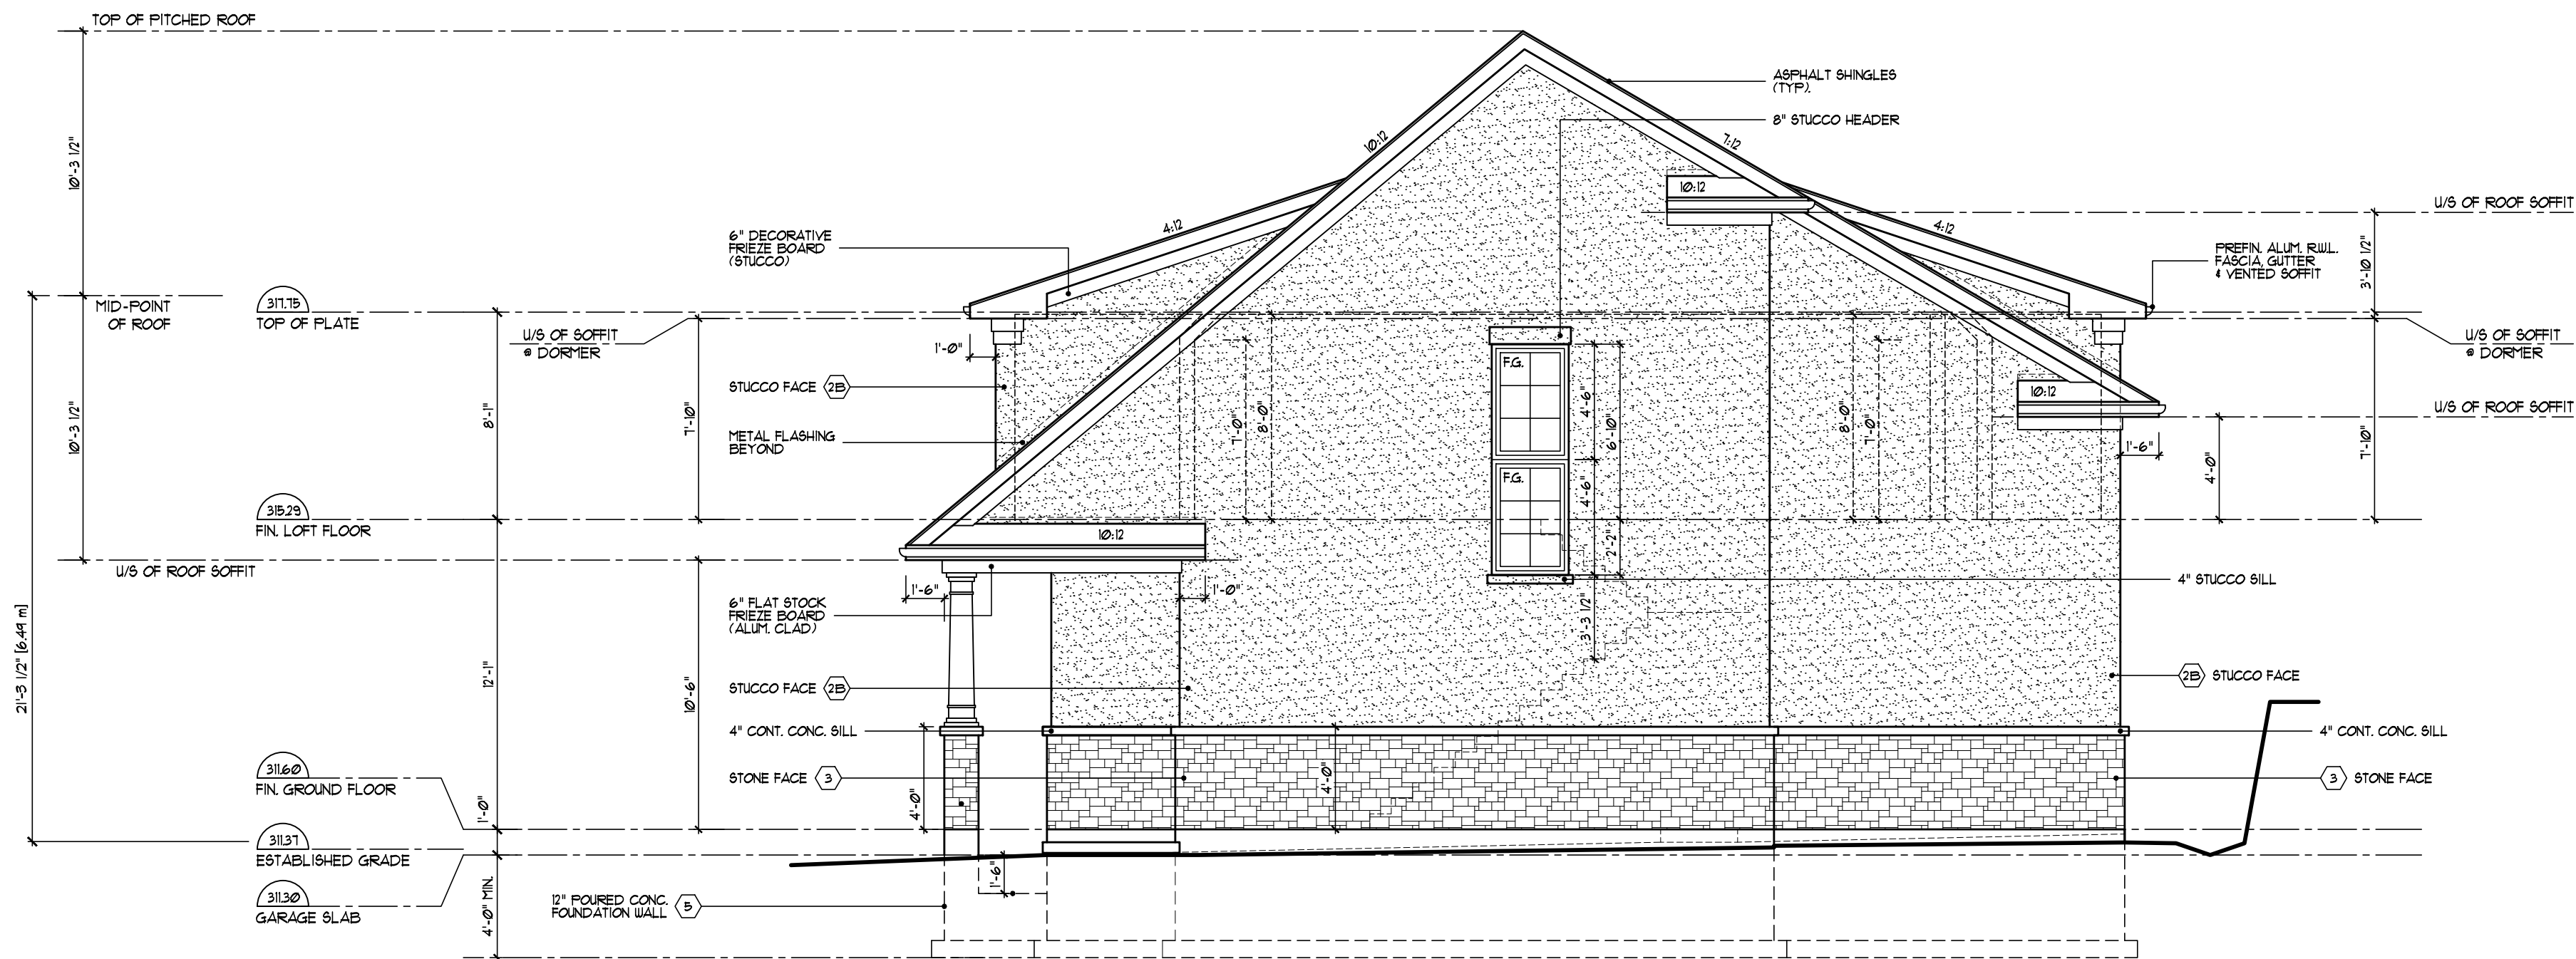 TOP OF PITCHED ROOF
10'-3 1/2"
MID-POINT
OF ROOF
10'-3 1/2"
U/S OF ROOF SOFFIT
21'-3 1/2" [6.49 m]
317.75
TOP OF PLATE
315.29
FIN. LOFT FLOOR
311.60
FIN. GROUND FLOOR
311.37
ESTABLISHED GRADE
311.30
GARAGE SLAB
8'-1"
12'-1"
1'-0"
4'-0" MIN.
U/S OF SOFFIT
@ DORMER
7'-10"
10'-6"
6" DECORATIVE
FRIEZE BOARD
(STUCCO)
STUCCO FACE 2B
METAL FLASHING
BEYOND
6" FLAT STOCK
FRIEZE BOARD
(ALUM. CLAD)
STUCCO FACE 2B
4" CONT. CONC. SILL
STONE FACE 3
12" POURED CONC.
FOUNDATION WALL 5
1'-0"
1'-6"
1'-0"
4'-0"
1'-6"
4:12
10:12
10:12
7'-0"
8'-0"
4'-0"
F.G.
F.G.
4'-6"
4'-6"
6'-10"
2'-2"
3'-3 1/2"
ASPHALT SHINGLES
(TYP).
8" STUCCO HEADER
7:12
10:12
4:12
10:12
8'-0"
7'-0"
1'-6"
4'-0"
U/S OF ROOF SOFFIT
3'-10 1/2"
PREFIN. ALUM. R.W.L.
FASCIA, GUTTER
& VENTED SOFFIT
U/S OF SOFFIT
@ DORMER
U/S OF ROOF SOFFIT
7'-10"
4" STUCCO SILL
2B STUCCO FACE
4" CONT. CONC. SILL
3 STONE FACE